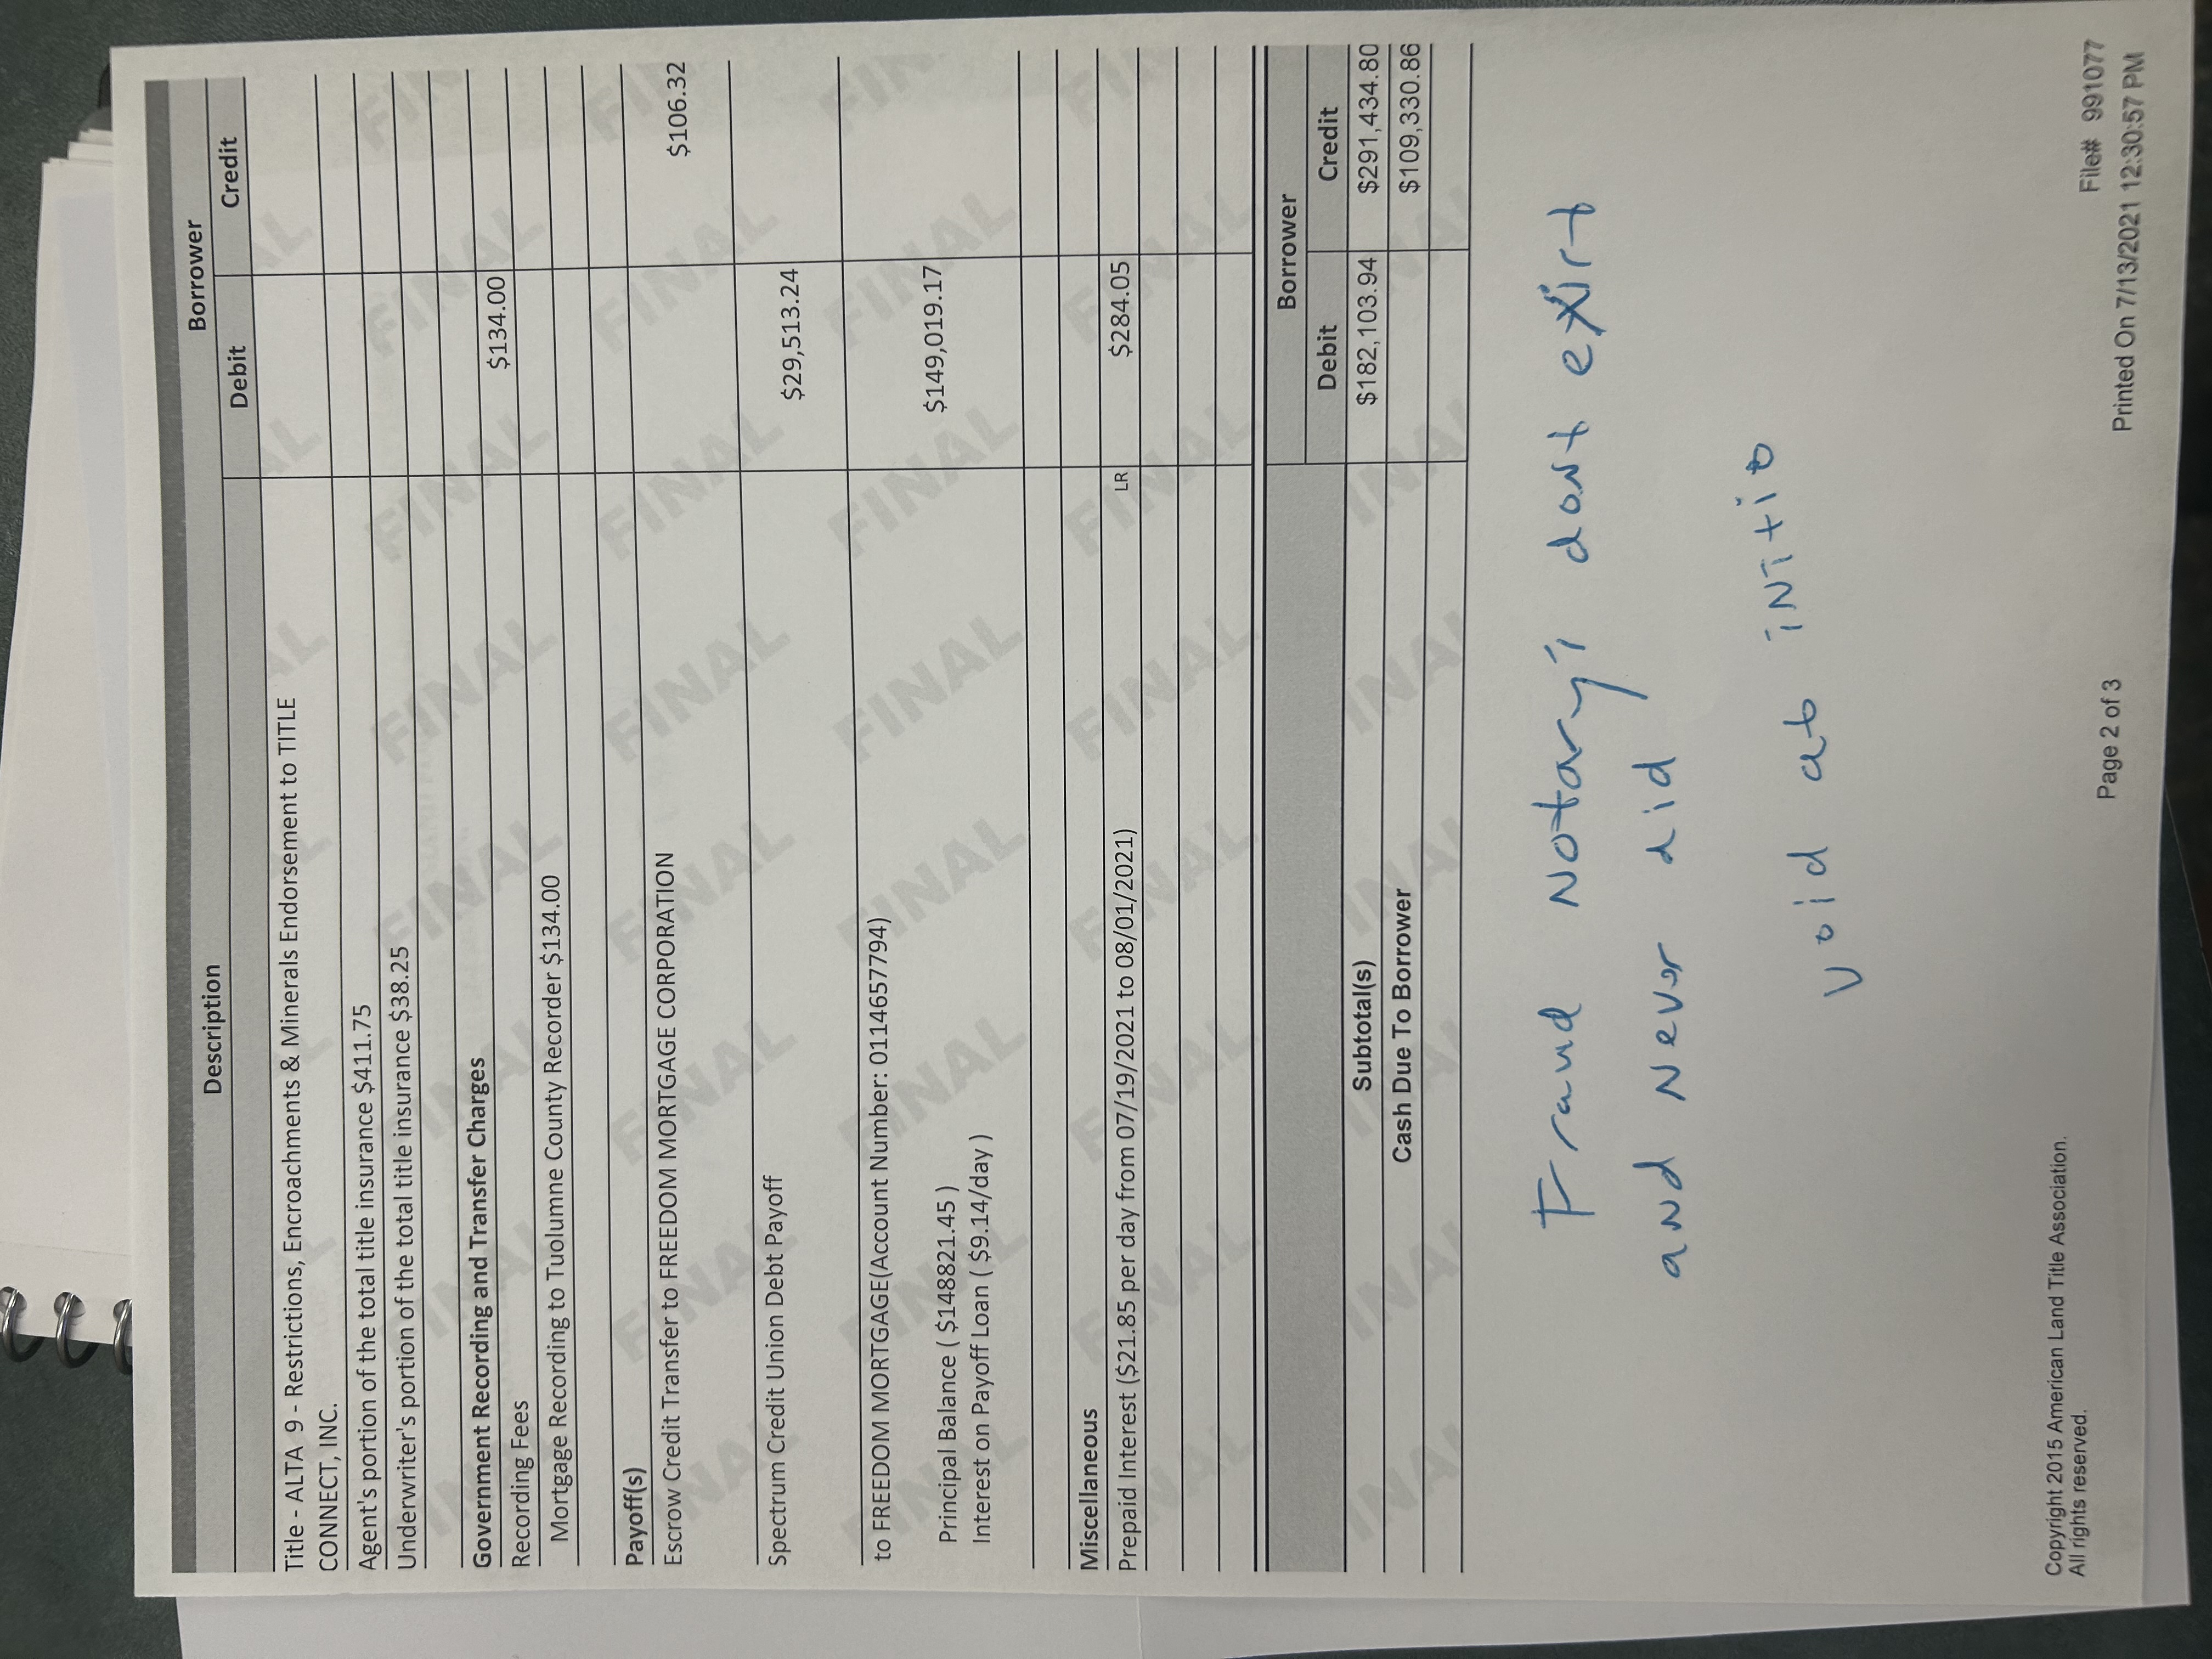 Description
Borrower
Debit
Credit
Title - ALTA 9 - Restrictions, Encroachments & Minerals Endorsement to TITLE
CONNECT, INC.
Agent's portion of the total title insurance $411.75
Underwriter's portion of the total title insurance $38.25
Government Recording and Transfer Charges
Recording Fees $134.00
Mortgage Recording to Tuolumne County Recorder $134.00
Payoff(s)
Escrow Credit Transfer to FREEDOM MORTGAGE CORPORATION $106.32
Spectrum Credit Union Debt Payoff $29,513.24
to FREEDOM MORTGAGE(Account Number: 0114657794) $149,019.17
Principal Balance ( $148821.45 )
Interest on Payoff Loan ( $9.14/day )
Miscellaneous
Prepaid Interest ($21.85 per day from 07/19/2021 to 08/01/2021) LR $284.05
Borrower
Debit Credit
Subtotal(s) $182,103.94 $291,434.80
Cash Due To Borrower $109,330.86
FINAL
Fraud Notary's dont exist
and Never did
void ab initio
Copyright 2015 American Land Title Association.
All rights reserved.
Page 2 of 3
File# 991077
Printed On 7/13/2021 12:30:57 PM